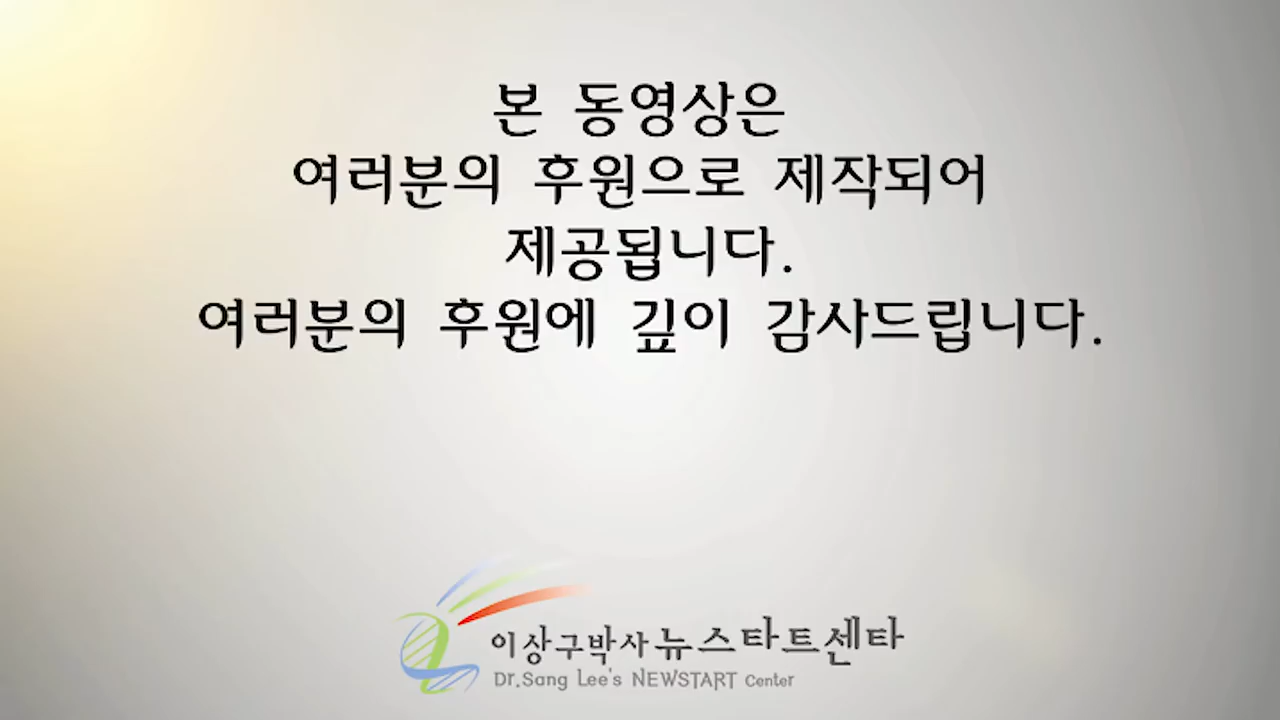 본 동영상은
여러분의 후원으로 제작되어
제공됩니다.
여러분의 후원에 깊이 감사드립니다.
이상구박사 뉴스타트센타
Dr.Sang Lee's NEWSTART Center